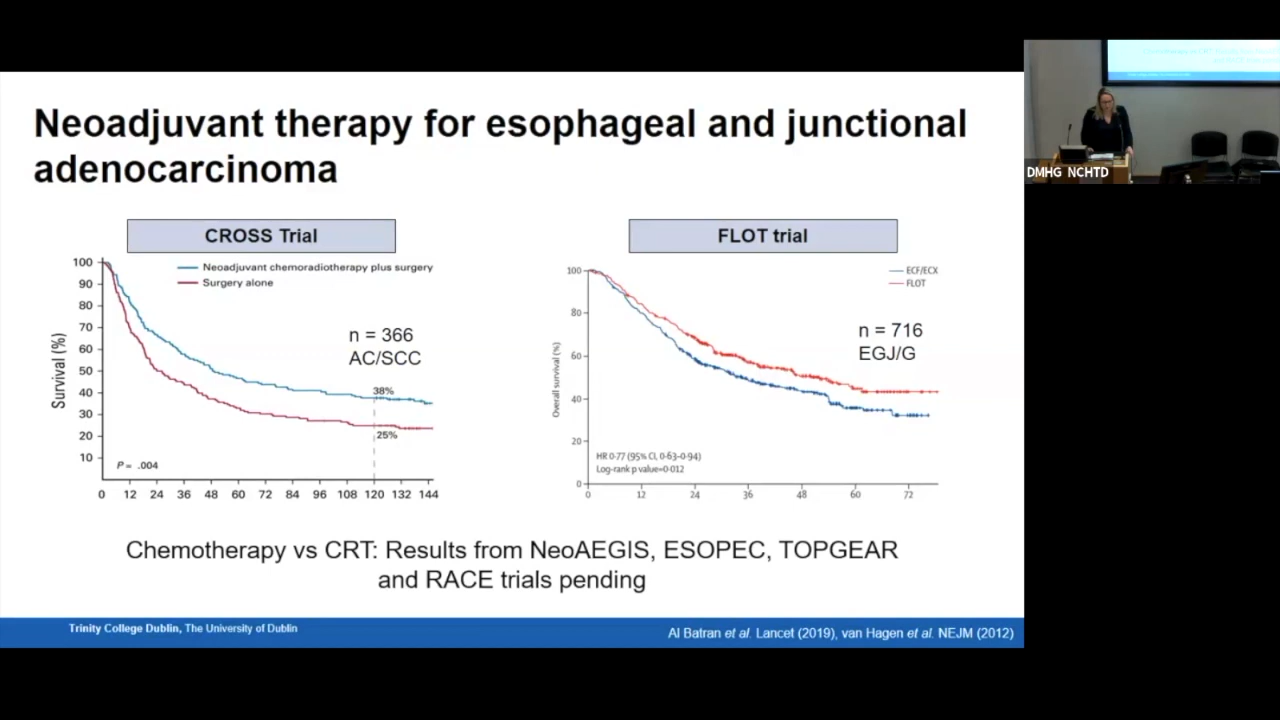 Neoadjuvant therapy for esophageal and junctional
adenocarcinoma
CROSS Trial
100
90
80
70
60
50
40
30
20
10
Survival (%)
Neoadjuvant chemoradiotherapy plus surgery
Surgery alone
n = 366
AC/SCC
38%
25%
P = .004
0 12 24 36 48 60 72 84 96 108 120 132 144
FLOT trial
100
80
60
40
20
0
Overall survival (%)
ECF/ECX
FLOT
n = 716
EGJ/G
HR 0·77 (95% CI, 0·63–0·94)
Log-rank p value=0·012
0 12 24 36 48 60 72
Chemotherapy vs CRT: Results from NeoAEGIS, ESOPEC, TOPGEAR
and RACE trials pending
Trinity College Dublin, The University of Dublin
Al Batran et al. Lancet (2019), van Hagen et al. NEJM (2012)
DMHG NCHTD